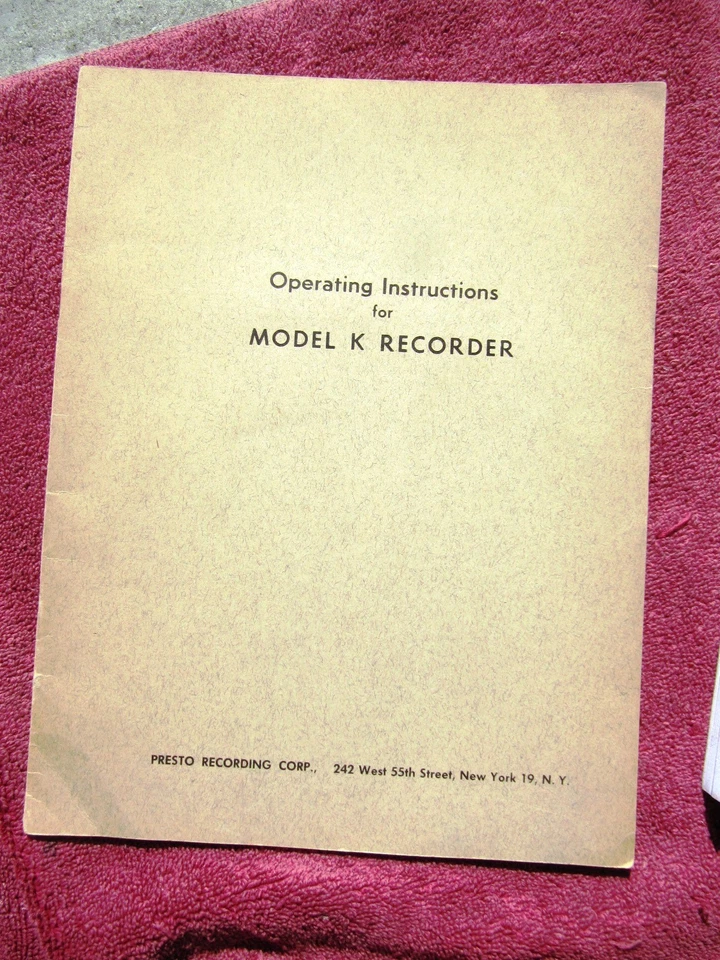 Operating Instructions
for
MODEL K RECORDER
PRESTO RECORDING CORP., 242 West 55th Street, New York 19, N. Y.